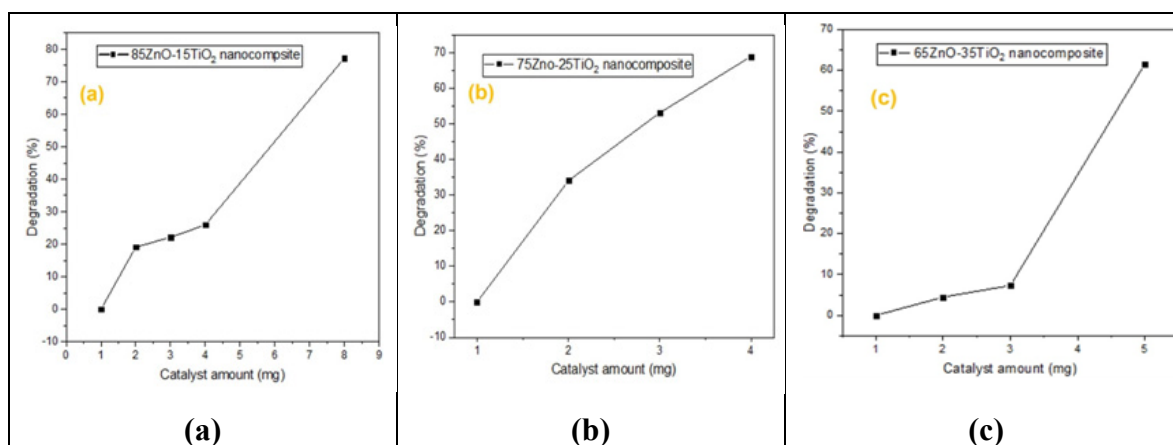 85ZnO-15TiO₂ nanocompsite
(a)
Degradation (%)
85
80
70
60
50
40
30
20
10
0
-10
0 1 2 3 4 5 6 7 8 9
Catalyst amount (mg)
(a)
75Zno-25TiO₂ nanocomposite
(b)
Degradation (%)
70
60
50
40
30
20
10
0
-10
1 2 3 4
Catalyst amount (mg)
(b)
65ZnO-35TiO₂ nanocomposite
(c)
Degradation (%)
70
60
50
40
30
20
10
0
1 2 3 4 5
Catalyst amount (mg)
(c)